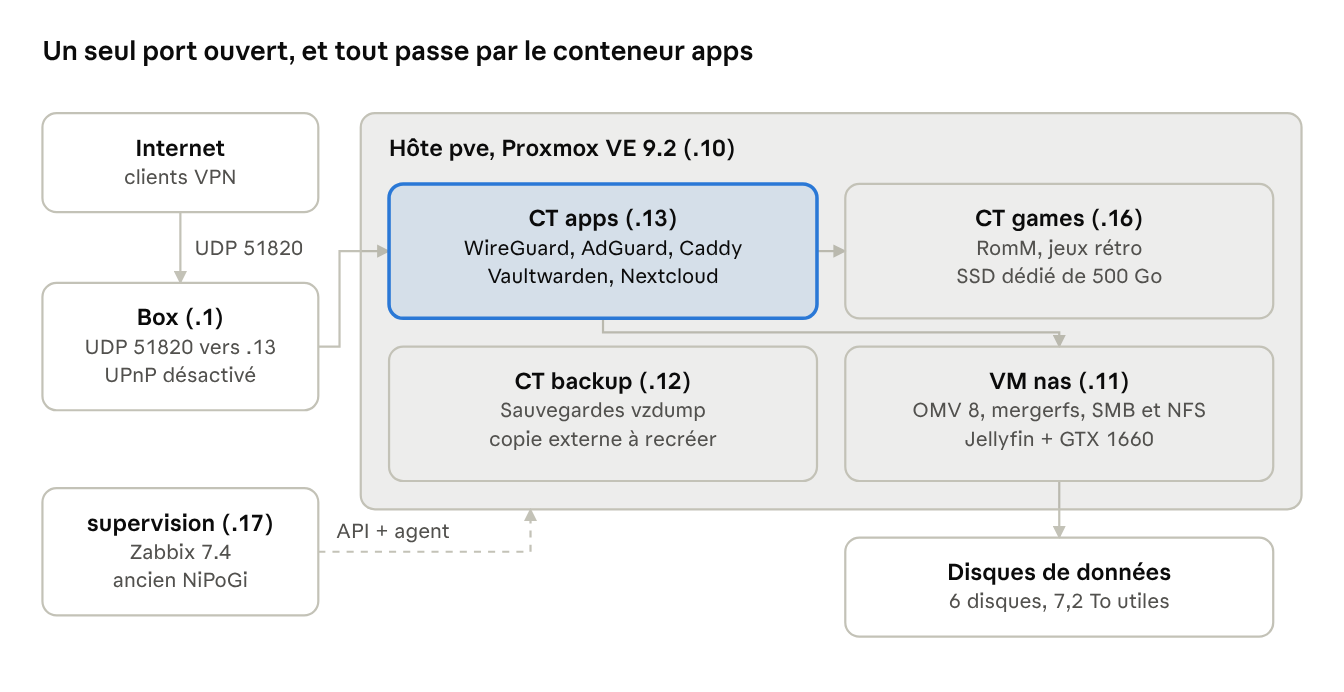 Un seul port ouvert, et tout passe par le conteneur apps
Internet
clients VPN
UDP 51820
Box (.1)
UDP 51820 vers .13
UPnP désactivé
Hôte pve, Proxmox VE 9.2 (.10)
CT apps (.13)
WireGuard, AdGuard, Caddy
Vaultwarden, Nextcloud
CT games (.16)
RomM, jeux rétro
SSD dédié de 500 Go
CT backup (.12)
Sauvegardes vzdump
copie externe à recréer
VM nas (.11)
OMV 8, mergerfs, SMB et NFS
Jellyfin + GTX 1660
supervision (.17)
Zabbix 7.4
ancien NiPoGi
API + agent
Disques de données
6 disques, 7,2 To utiles